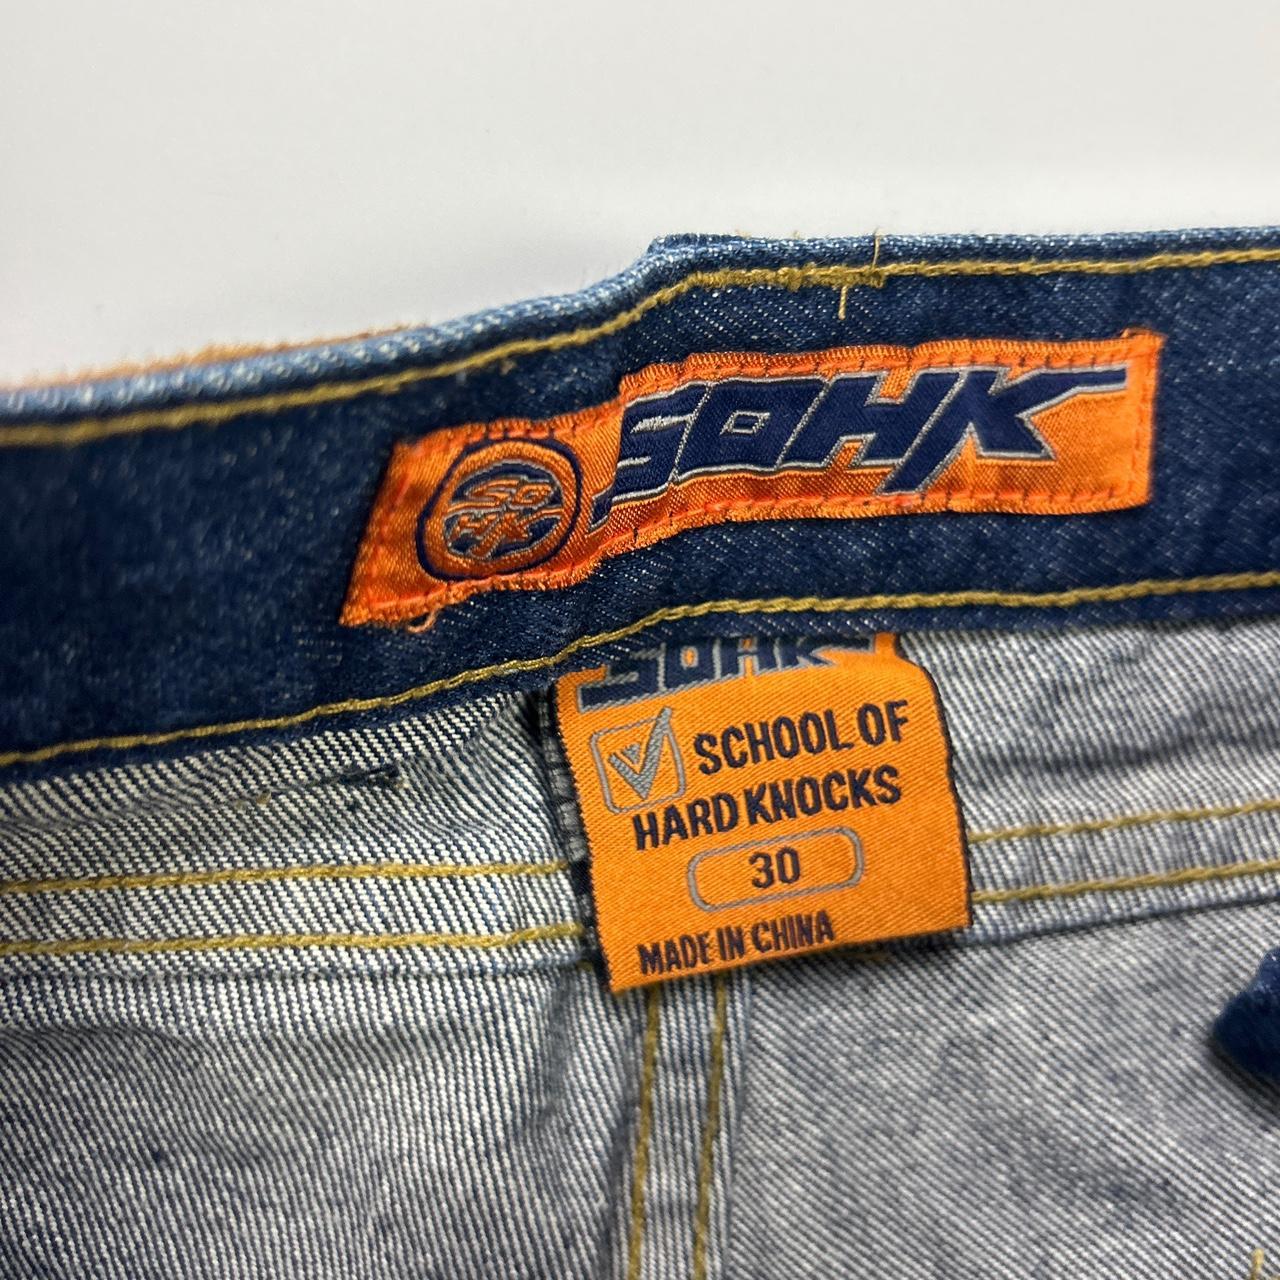 SOHK
SOHK
SOHK
SCHOOL OF
HARD KNOCKS
30
MADE IN CHINA